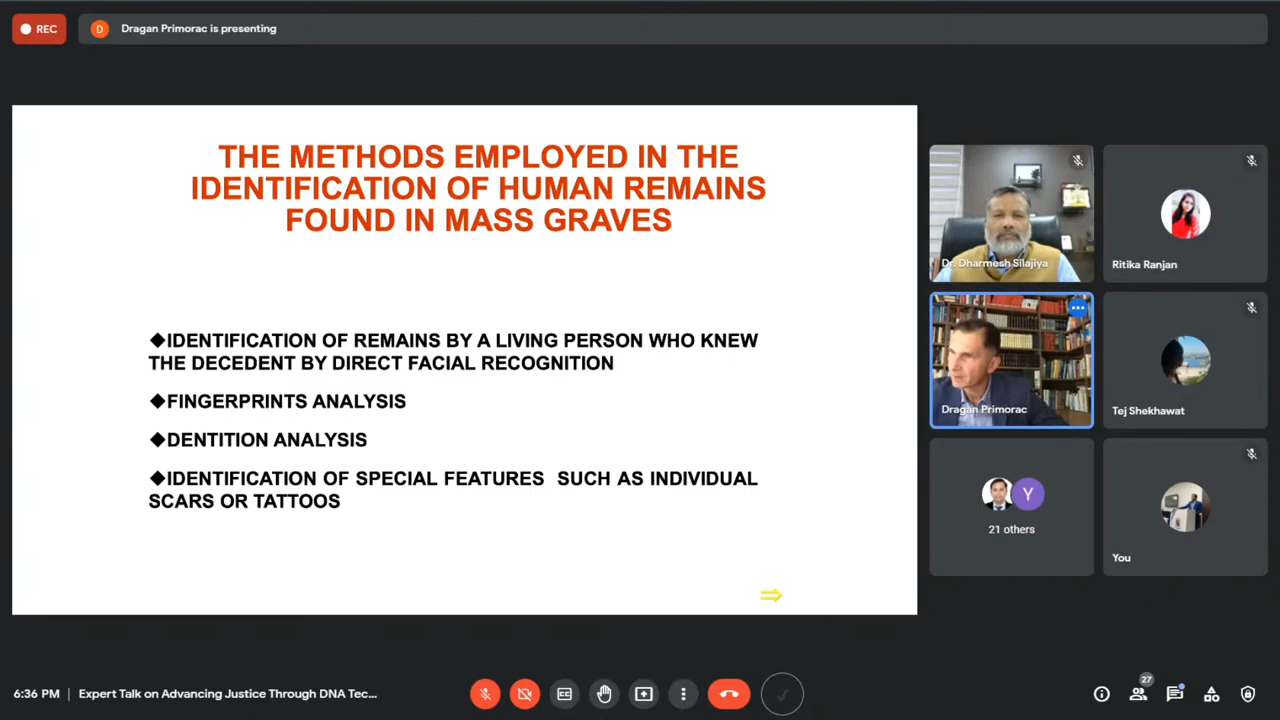 REC
D
Dragan Primorac is presenting
THE METHODS EMPLOYED IN THE
IDENTIFICATION OF HUMAN REMAINS
FOUND IN MASS GRAVES
◆IDENTIFICATION OF REMAINS BY A LIVING PERSON WHO KNEW
THE DECEDENT BY DIRECT FACIAL RECOGNITION
◆FINGERPRINTS ANALYSIS
◆DENTITION ANALYSIS
◆IDENTIFICATION OF SPECIAL FEATURES  SUCH AS INDIVIDUAL
SCARS OR TATTOOS
Dr. Dharmesh Silajiya
Ritika Ranjan
Dragan Primorac
Tej Shekhawat
Y
21 others
You
6:36 PM | Expert Talk on Advancing Justice Through DNA Tec...
CC
27